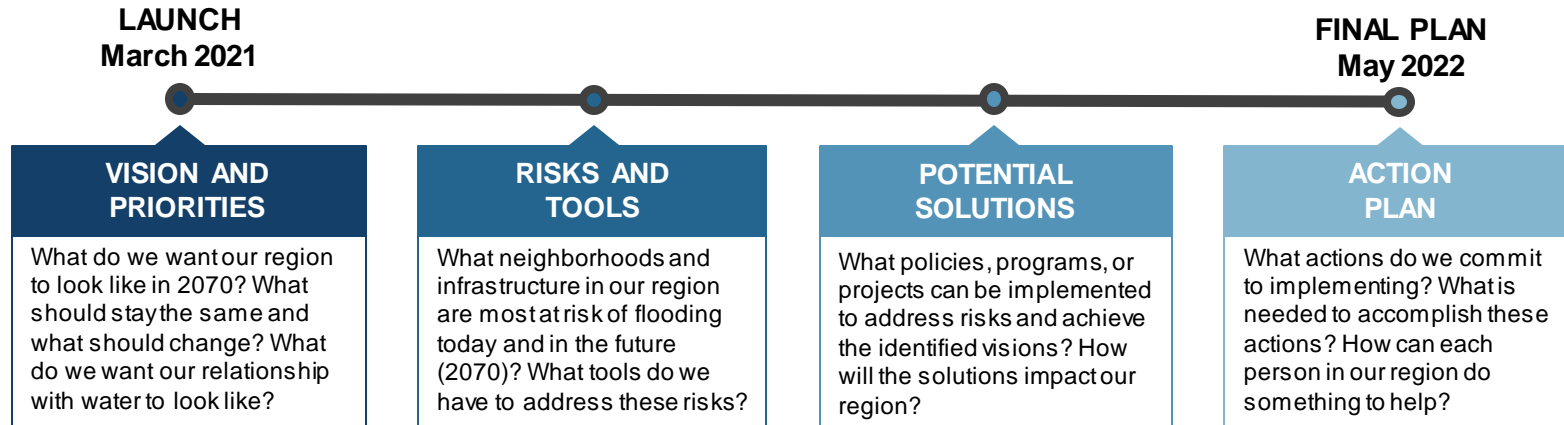 LAUNCH
March 2021
FINAL PLAN
May 2022
VISION AND
PRIORITIES
What do we want our region
to look like in 2070? What
should stay the same and
what should change? What
do we want our relationship
with water to look like?
RISKS AND
TOOLS
What neighborhoods and
infrastructure in our region
are most at risk of flooding
today and in the future
(2070)? What tools do we
have to address these risks?
POTENTIAL
SOLUTIONS
What policies, programs, or
projects can be implemented
to address risks and achieve
the identified visions? How
will the solutions impact our
region?
ACTION
PLAN
What actions do we commit
to implementing? What is
needed to accomplish these
actions? How can each
person in our region do
something to help?